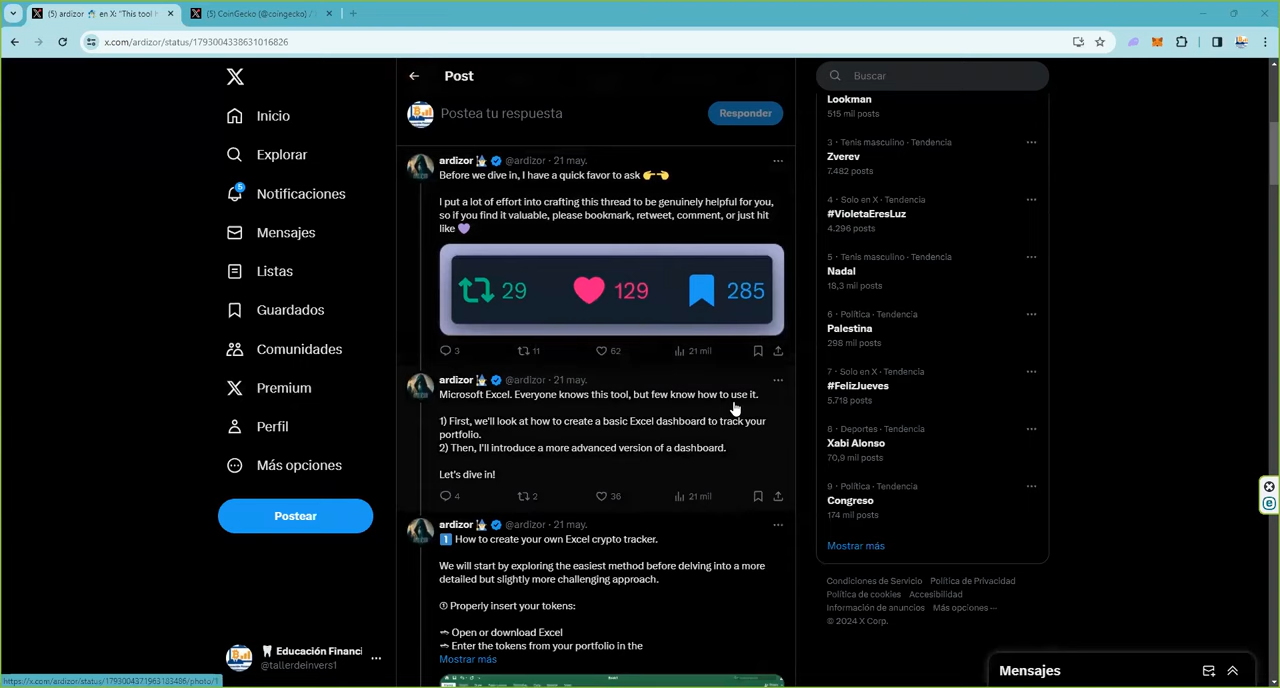 (5) ardizor en X: "This tool h
(5) CoinGecko (@coingecko) /
x.com/ardizor/status/1793004338631016826
Inicio
Explorar
5
Notificaciones
Mensajes
Listas
Guardados
Comunidades
Premium
Perfil
Más opciones
Postear
Educación Financi
@tallerdeinvers1
https://x.com/ardizor/status/1793004371963183486/photo/1
Post
Postea tu respuesta
Responder
ardizor @ardizor · 21 may.
Before we dive in, I have a quick favor to ask 👉👈
I put a lot of effort into crafting this thread to be genuinely helpful for you,
so if you find it valuable, please bookmark, retweet, comment, or just hit
like 💜
29 129 285
3 11 62 21 mil
ardizor @ardizor · 21 may.
Microsoft Excel. Everyone knows this tool, but few know how to use it.
1) First, we'll look at how to create a basic Excel dashboard to track your
portfolio.
2) Then, I'll introduce a more advanced version of a dashboard.
Let's dive in!
4 2 36 21 mil
ardizor @ardizor · 21 may.
1️⃣ How to create your own Excel crypto tracker.
We will start by exploring the easiest method before delving into a more
detailed but slightly more challenging approach.
① Properly insert your tokens:
⇨ Open or download Excel
⇨ Enter the tokens from your portfolio in the
Mostrar más
Buscar
Lookman
515 mil posts
3 · Tenis masculino · Tendencia
Zverev
7.482 posts
4 · Solo en X · Tendencia
#VioletaEresLuz
4.296 posts
5 · Tenis masculino · Tendencia
Nadal
18,3 mil posts
6 · Política · Tendencia
Palestina
298 mil posts
7 · Solo en X · Tendencia
#FelizJueves
5.718 posts
8 · Deportes · Tendencia
Xabi Alonso
70,9 mil posts
9 · Política · Tendencia
Congreso
174 mil posts
Mostrar más
Condiciones de Servicio Política de Privacidad
Política de cookies Accesibilidad
Información de anuncios Más opciones ···
© 2024 X Corp.
Mensajes